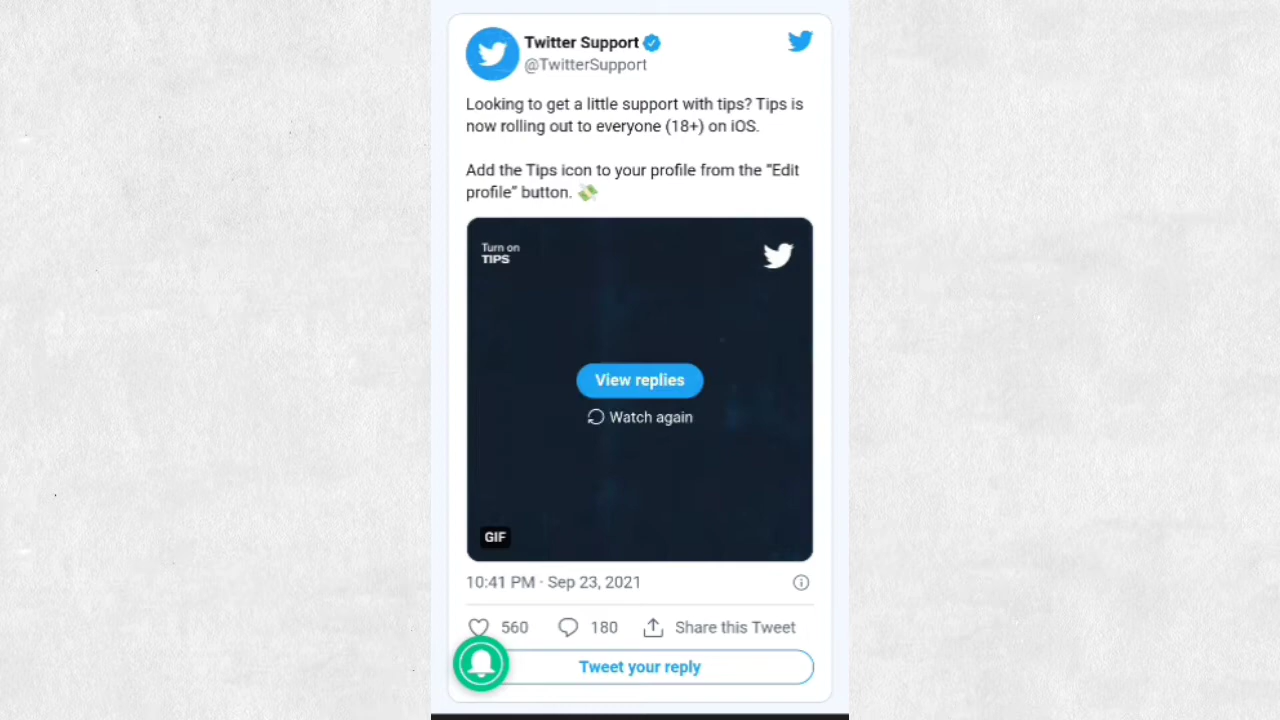 Twitter Support
@TwitterSupport
Looking to get a little support with tips? Tips is
now rolling out to everyone (18+) on iOS.
Add the Tips icon to your profile from the “Edit
profile” button. 💸
Turn on
TIPS
View replies
Watch again
GIF
10:41 PM · Sep 23, 2021
560 180 Share this Tweet
Tweet your reply